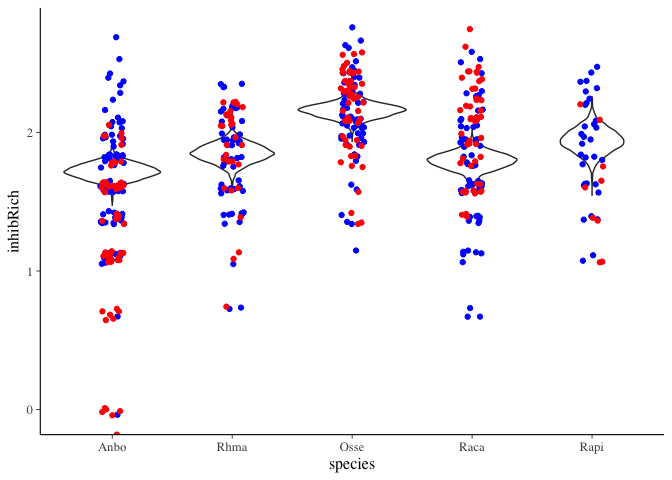 inhibRich
2
1
0
Anbo Rhma Osse Raca Rapi
species